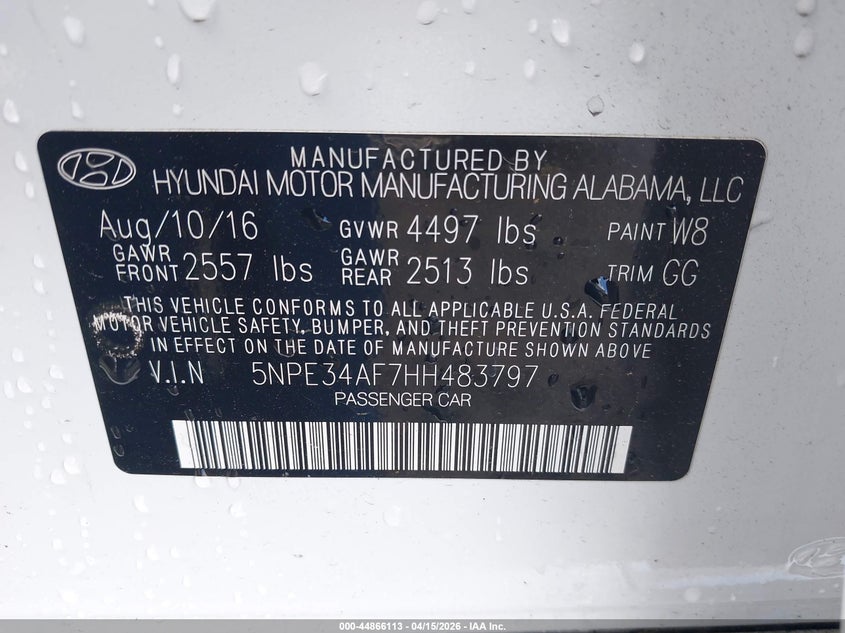 MANUFACTURED BY
HYUNDAI MOTOR MANUFACTURING ALABAMA, LLC
Aug/10/16 GVWR 4497 lbs PAINT W8
GAWR FRONT 2557 lbs GAWR REAR 2513 lbs TRIM GG
THIS VEHICLE CONFORMS TO ALL APPLICABLE U.S.A. FEDERAL
MOTOR VEHICLE SAFETY, BUMPER, AND THEFT PREVENTION STANDARDS
IN EFFECT ON THE DATE OF MANUFACTURE SHOWN ABOVE
V.I.N 5NPE34AF7HH483797
PASSENGER CAR
000-44866113 - 04/15/2026 - IAA Inc.